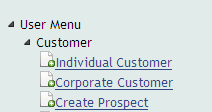 User Menu
Customer
Individual Customer
Corporate Customer
Create Prospect